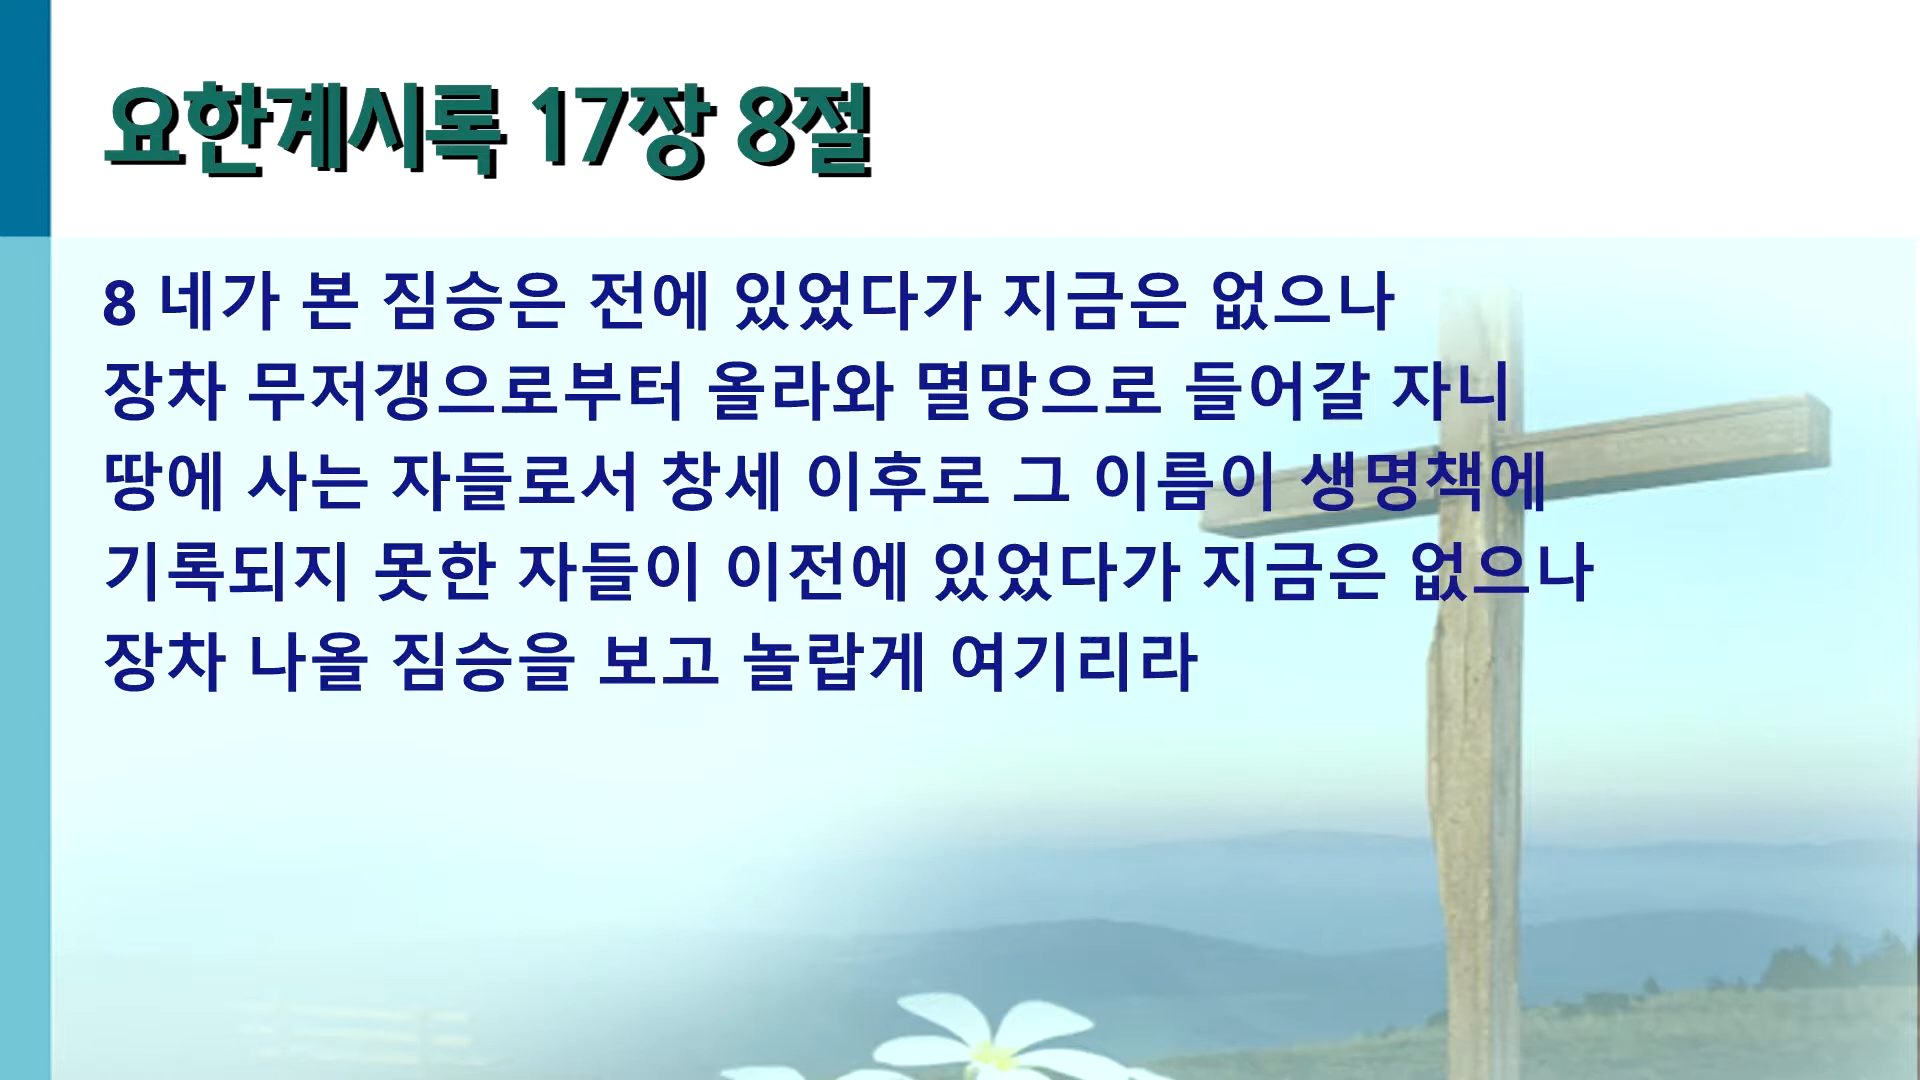 요한계시록 17장 8절
8 네가 본 짐승은 전에 있었다가 지금은 없으나
장차 무저갱으로부터 올라와 멸망으로 들어갈 자니
땅에 사는 자들로서 창세 이후로 그 이름이 생명책에
기록되지 못한 자들이 이전에 있었다가 지금은 없으나
장차 나올 짐승을 보고 놀랍게 여기리라